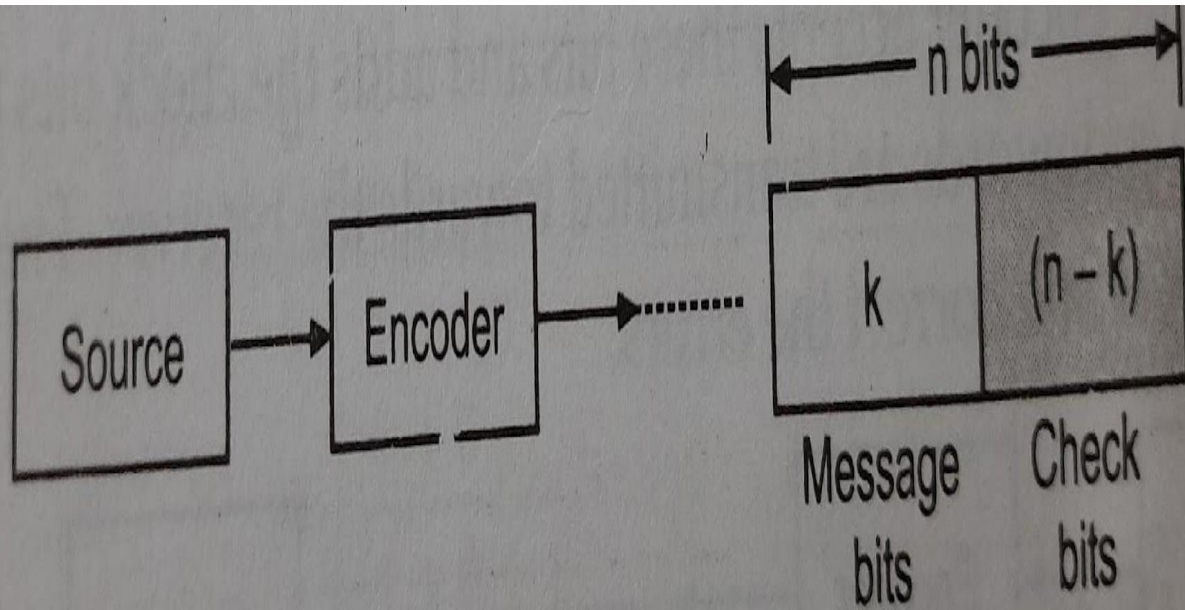 n bits
Source
Encoder
k
(n – k)
Message
bits
Check
bits